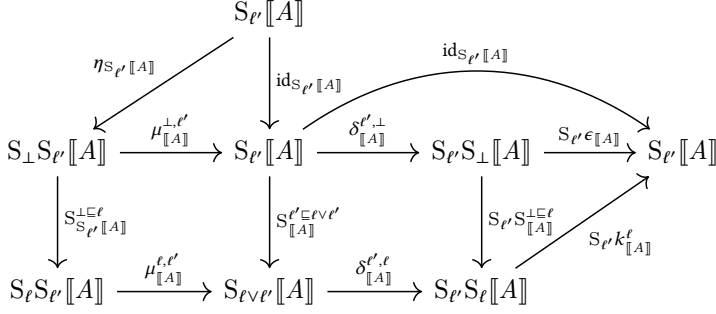 S_{ℓ′}⟦A⟧
η_{S_{ℓ′}⟦A⟧} id_{S_{ℓ′}⟦A⟧} id_{S_{ℓ′}⟦A⟧}
S_⊥S_{ℓ′}⟦A⟧ μ^{⊥,ℓ′}_{⟦A⟧} S_{ℓ′}⟦A⟧ δ^{ℓ′,⊥}_{⟦A⟧} S_{ℓ′}S_⊥⟦A⟧ S_{ℓ′}ϵ_{⟦A⟧} S_{ℓ′}⟦A⟧
S^{⊥⊑ℓ}_{S_{ℓ′}⟦A⟧} S^{ℓ′⊑ℓ∨ℓ′}_{⟦A⟧} S_{ℓ′}S^{⊥⊑ℓ}_{⟦A⟧} S_{ℓ′}k^{ℓ}_{⟦A⟧}
S_ℓS_{ℓ′}⟦A⟧ μ^{ℓ,ℓ′}_{⟦A⟧} S_{ℓ∨ℓ′}⟦A⟧ δ^{ℓ′,ℓ}_{⟦A⟧} S_{ℓ′}S_ℓ⟦A⟧